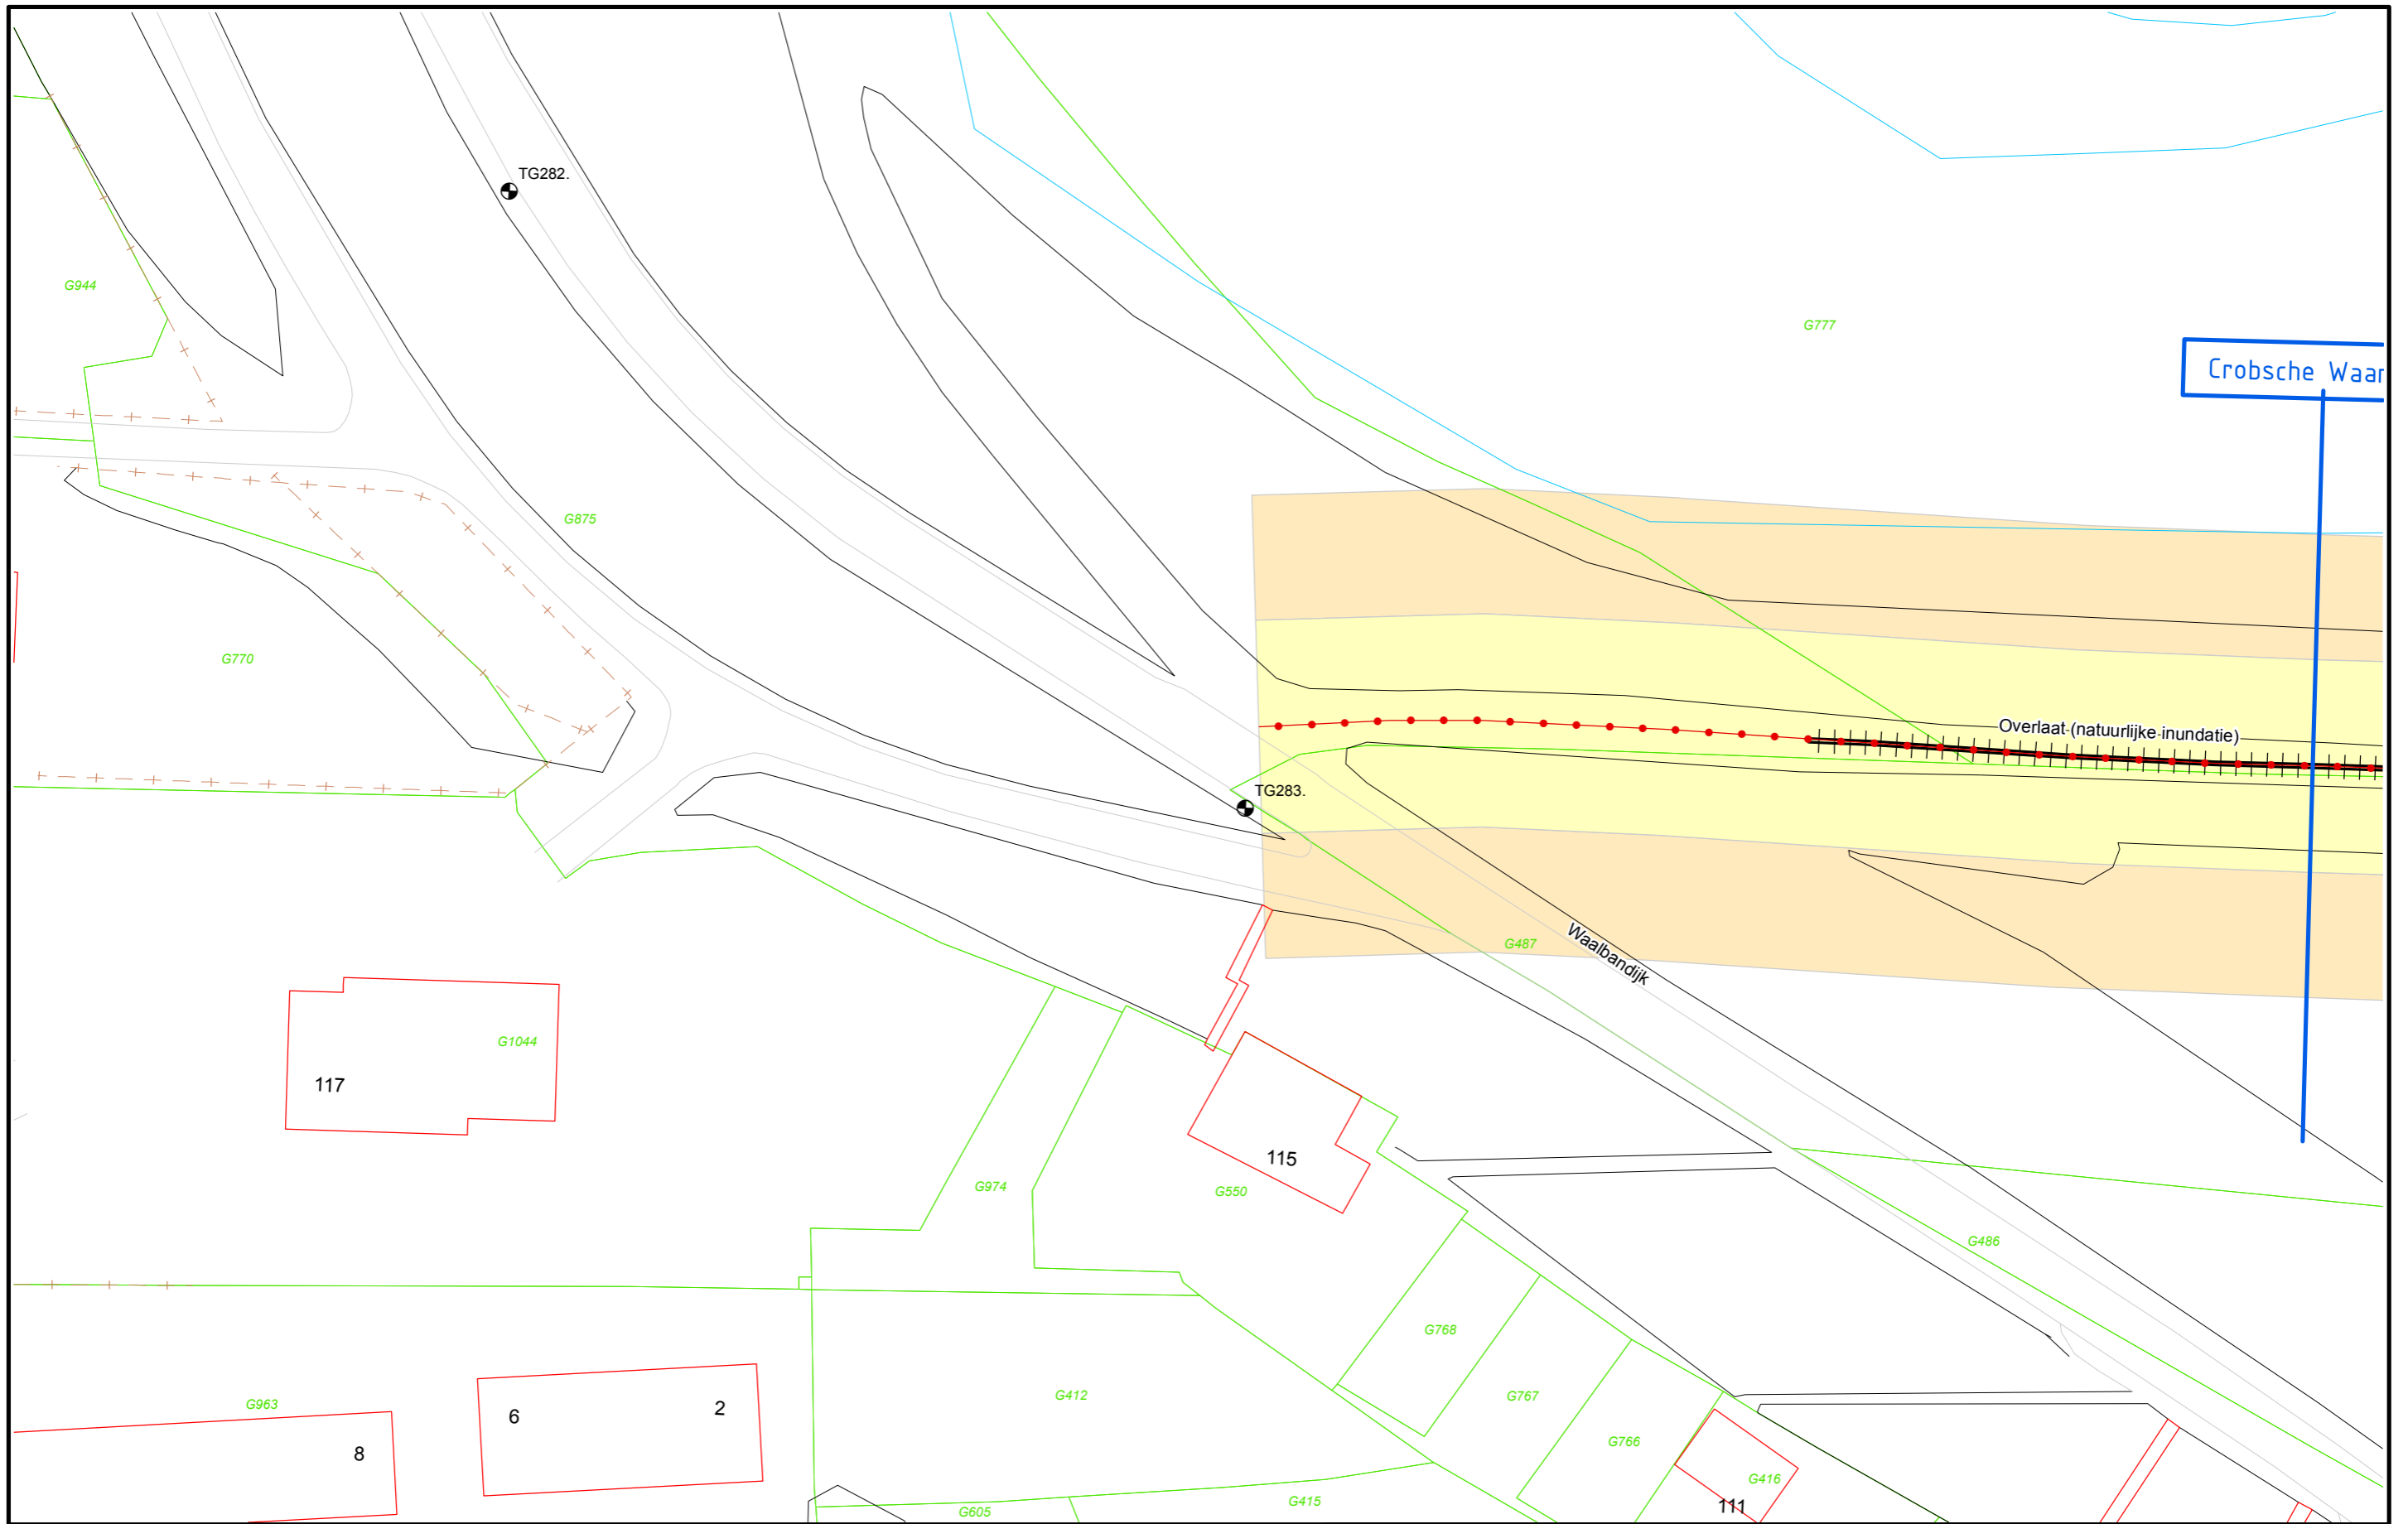 TG282.
G944
G777
Crobsche Waar
G875
G770
Overlaat (natuurlijke inundatie)
TG283.
G487
Waalbandijk
G1044
117
115
G974
G550
G486
G768
G412
G767
G963
6
2
G766
8
G416
G415
111
G605